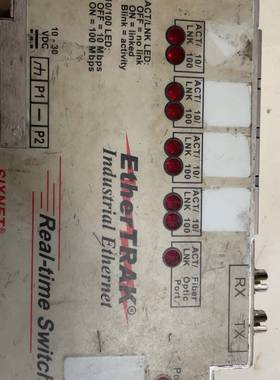 ACT/LNK LED:
OFF = no link
ON = linked
Blink = activity
10/100 LED:
OFF = 10 Mbps
ON = 100 Mbps
10 - 30
VDC
P1
P2
EtherTRAK®
Industrial Ethernet
SIXNET®
Real-time Switch
ACT/ 10/
LNK 100
ACT/ 10/
LNK 100
ACT/ 10/
LNK 100
ACT/ 10/
LNK 100
ACT/
LNK
Fiber
Optic
Port
RX
TX